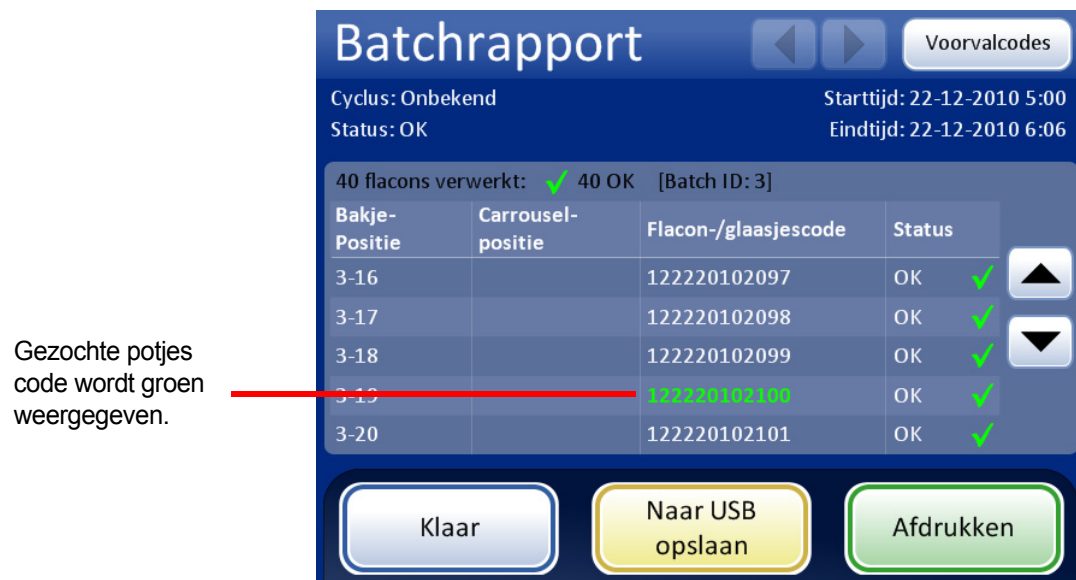 Batchrapport
Voorvalcodes
Cyclus: Onbekend
Starttijd: 22-12-2010 5:00
Status: OK
Eindtijd: 22-12-2010 6:06
40 flacons verwerkt: ✓ 40 OK [Batch ID: 3]
Bakje-
Positie
Carrousel-
positie
Flacon-/glaasjescode
Status
3-16 122220102097 OK ✓
3-17 122220102098 OK ✓
3-18 122220102099 OK ✓
3-19 122220102100 OK ✓
3-20 122220102101 OK ✓
Gezochte potjes
code wordt groen
weergegeven.
Klaar
Naar USB
opslaan
Afdrukken